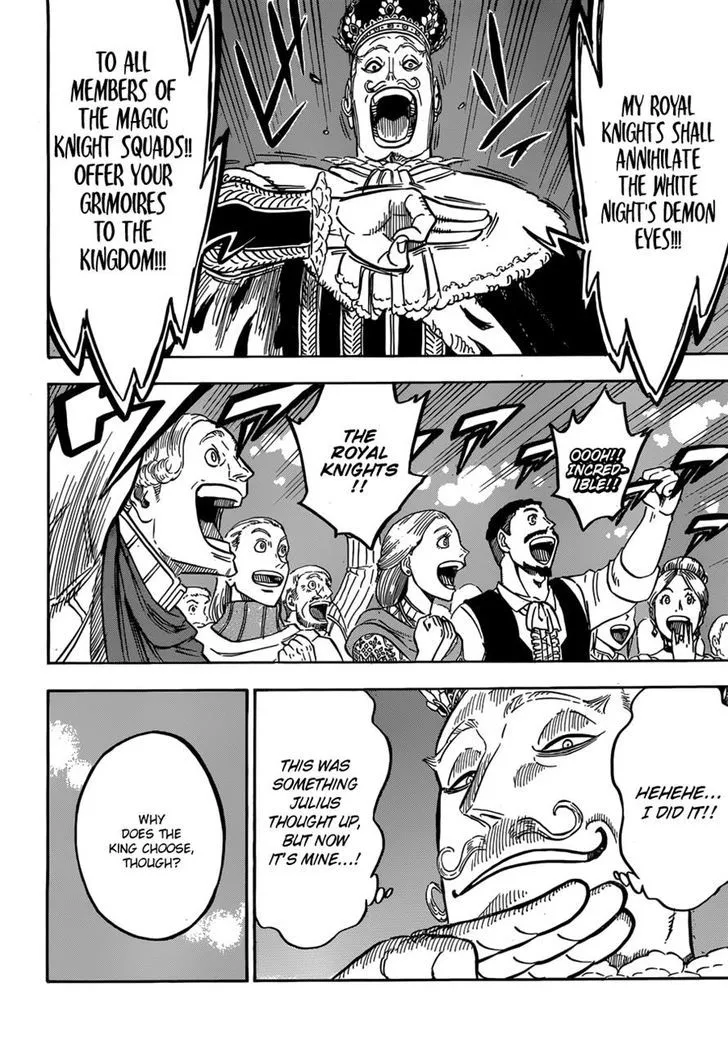 MY ROYAL
KNIGHTS SHALL
ANNIHILATE
THE WHITE
NIGHT'S DEMON
EYES!!!
TO ALL
MEMBERS OF
THE MAGIC
KNIGHT SQUADS!!
OFFER YOUR
GRIMOIRES
TO THE
KINGDOM!!!
OOOH!!
INCRED-
IBLE!!
THE
ROYAL
KNIGHTS
!!
HEHEHE...
I DID IT!!
THIS WAS
SOMETHING
JULIUS
THOUGHT UP,
BUT NOW
IT'S MINE...!
WHY
DOES THE
KING CHOOSE,
THOUGH?